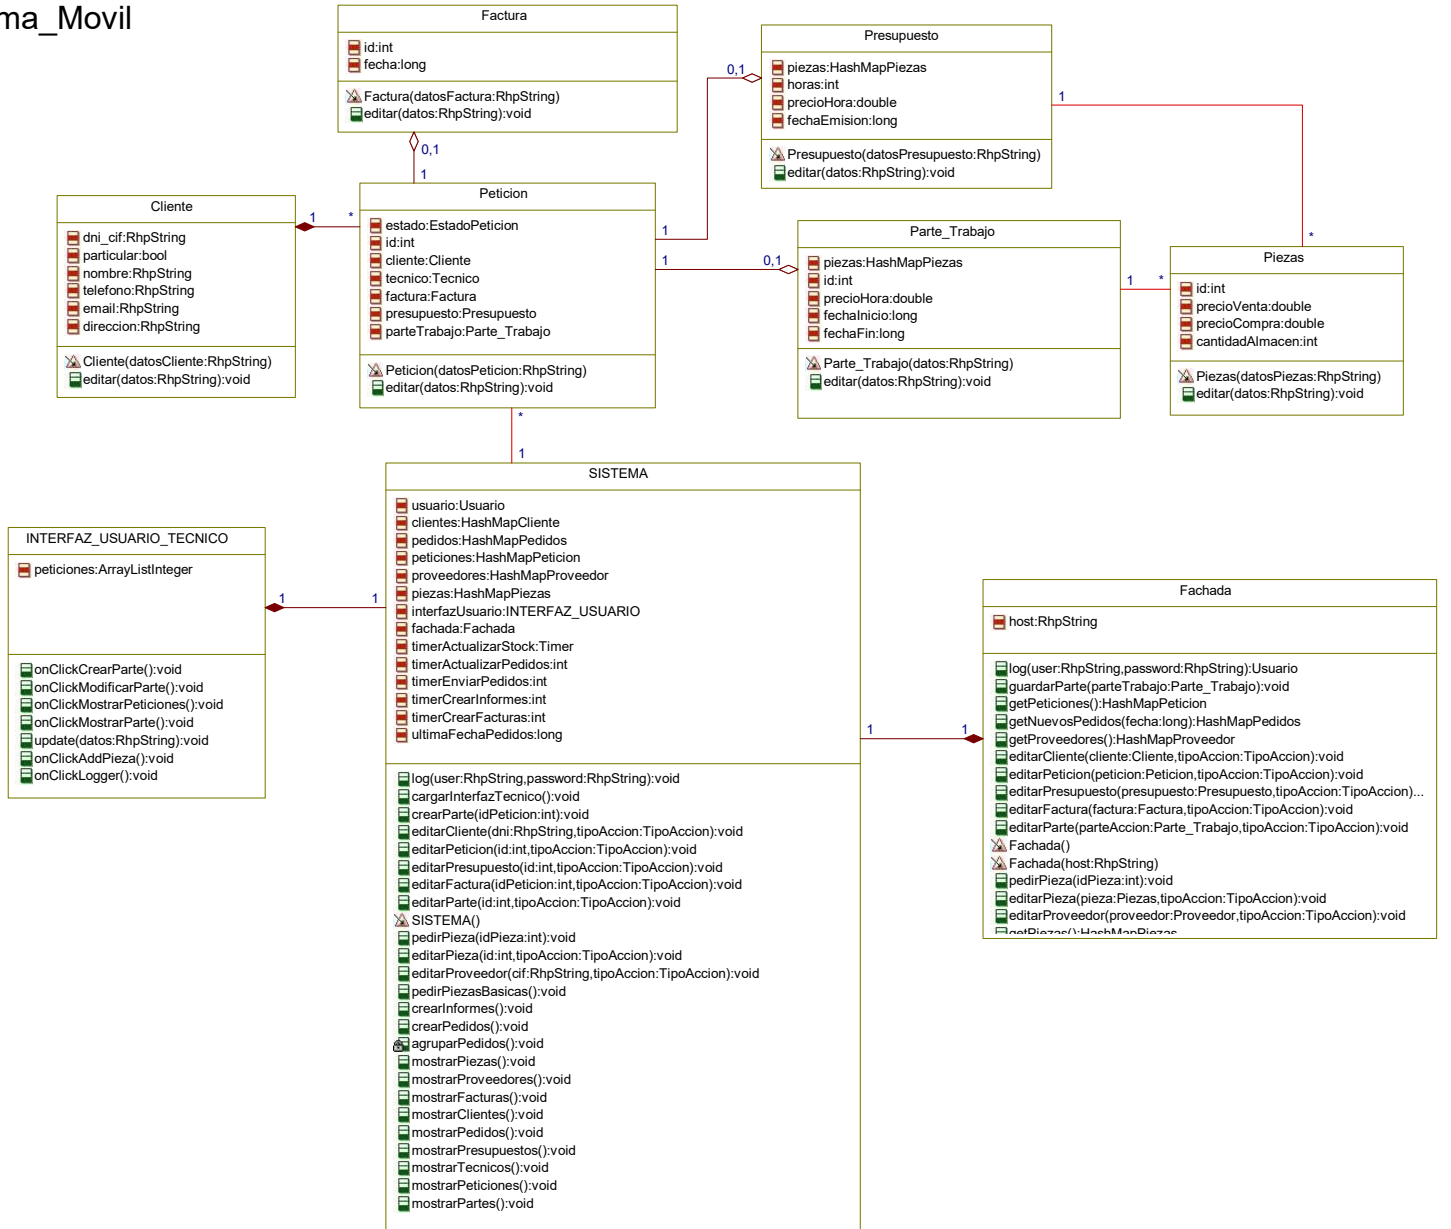 ma_Movil
Factura
id:int
fecha:long
Factura(datosFactura:RhpString)
editar(datos:RhpString):void
0,1
1
Presupuesto
piezas:HashMapPiezas
horas:int
precioHora:double
fechaEmision:long
Presupuesto(datosPresupuesto:RhpString)
editar(datos:RhpString):void
0,1
1
1
*
Cliente
dni_cif:RhpString
particular:bool
nombre:RhpString
telefono:RhpString
email:RhpString
direccion:RhpString
Cliente(datosCliente:RhpString)
editar(datos:RhpString):void
1
*
Peticion
estado:EstadoPeticion
id:int
cliente:Cliente
tecnico:Tecnico
factura:Factura
presupuesto:Presupuesto
parteTrabajo:Parte_Trabajo
Peticion(datosPeticion:RhpString)
editar(datos:RhpString):void
1
0,1
Parte_Trabajo
piezas:HashMapPiezas
id:int
precioHora:double
fechaInicio:long
fechaFin:long
Parte_Trabajo(datos:RhpString)
editar(datos:RhpString):void
1
*
Piezas
id:int
precioVenta:double
precioCompra:double
cantidadAlmacen:int
Piezas(datosPiezas:RhpString)
editar(datos:RhpString):void
*
1
SISTEMA
usuario:Usuario
clientes:HashMapCliente
pedidos:HashMapPedidos
peticiones:HashMapPeticion
proveedores:HashMapProveedor
piezas:HashMapPiezas
interfazUsuario:INTERFAZ_USUARIO
fachada:Fachada
timerActualizarStock:Timer
timerActualizarPedidos:int
timerEnviarPedidos:int
timerCrearInformes:int
timerCrearFacturas:int
ultimaFechaPedidos:long
log(user:RhpString,password:RhpString):void
cargarInterfazTecnico():void
crearParte(idPeticion:int):void
editarCliente(dni:RhpString,tipoAccion:TipoAccion):void
editarPeticion(id:int,tipoAccion:TipoAccion):void
editarPresupuesto(id:int,tipoAccion:TipoAccion):void
editarFactura(idPeticion:int,tipoAccion:TipoAccion):void
editarParte(id:int,tipoAccion:TipoAccion):void
SISTEMA()
pedirPieza(idPieza:int):void
editarPieza(id:int,tipoAccion:TipoAccion):void
editarProveedor(cif:RhpString,tipoAccion:TipoAccion):void
pedirPiezasBasicas():void
crearInformes():void
crearPedidos():void
agruparPedidos():void
mostrarPiezas():void
mostrarProveedores():void
mostrarFacturas():void
mostrarClientes():void
mostrarPedidos():void
mostrarPresupuestos():void
mostrarTecnicos():void
mostrarPeticiones():void
mostrarPartes():void
INTERFAZ_USUARIO_TECNICO
peticiones:ArrayListInteger
onClickCrearParte():void
onClickModificarParte():void
onClickMostrarPeticiones():void
onClickMostrarParte():void
update(datos:RhpString):void
onClickAddPieza():void
onClickLogger():void
1
1
1
1
Fachada
host:RhpString
log(user:RhpString,password:RhpString):Usuario
guardarParte(parteTrabajo:Parte_Trabajo):void
getPeticiones():HashMapPeticion
getNuevosPedidos(fecha:long):HashMapPedidos
getProveedores():HashMapProveedor
editarCliente(cliente:Cliente,tipoAccion:TipoAccion):void
editarPeticion(peticion:Peticion,tipoAccion:TipoAccion):void
editarPresupuesto(presupuesto:Presupuesto,tipoAccion:TipoAccion)...
editarFactura(factura:Factura,tipoAccion:TipoAccion):void
editarParte(parteAccion:Parte_Trabajo,tipoAccion:TipoAccion):void
Fachada()
Fachada(host:RhpString)
pedirPieza(idPieza:int):void
editarPieza(pieza:Piezas,tipoAccion:TipoAccion):void
editarProveedor(proveedor:Proveedor,tipoAccion:TipoAccion):void
getPiezas():HashMapPiezas